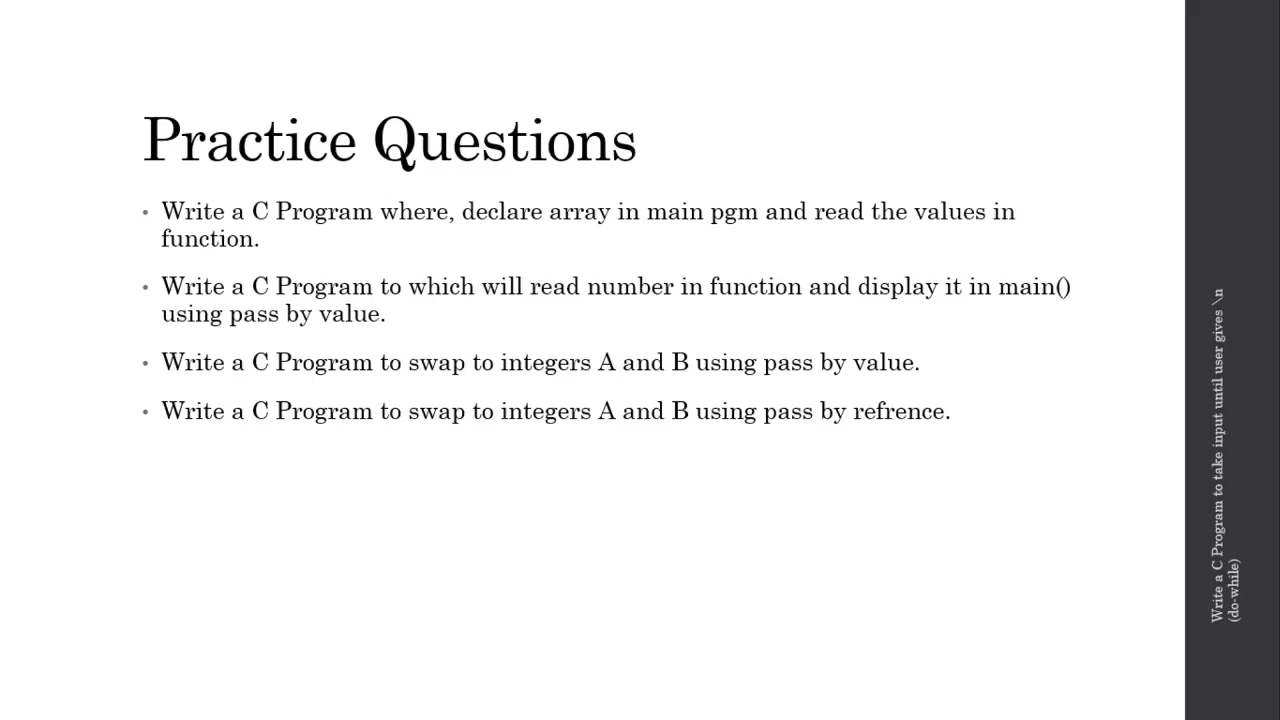 Practice Questions
• Write a C Program where, declare array in main pgm and read the values in
function.
• Write a C Program to which will read number in function and display it in main()
using pass by value.
• Write a C Program to swap to integers A and B using pass by value.
• Write a C Program to swap to integers A and B using pass by refrence.
Write a C Program to take input until user gives \n
(do-while)